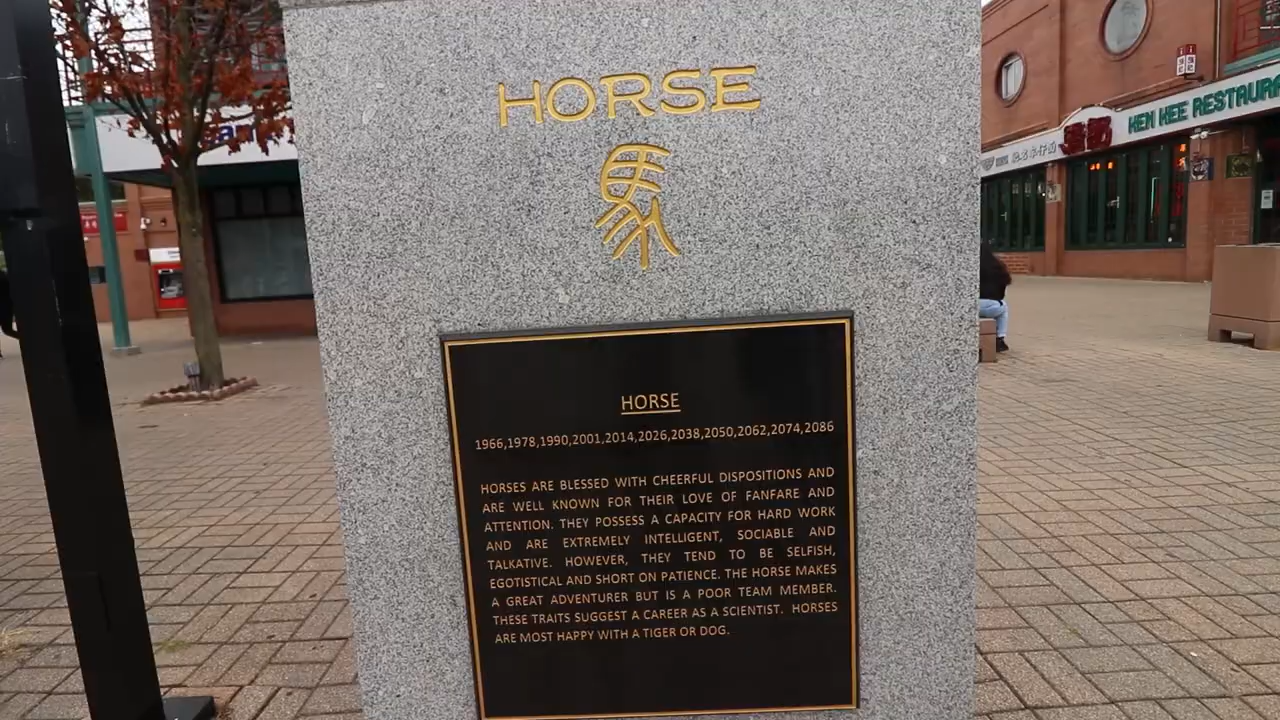 HORSE
HORSE
1966,1978,1990,2001,2014,2026,2038,2050,2062,2074,2086
HORSES ARE BLESSED WITH CHEERFUL DISPOSITIONS AND
ARE WELL KNOWN FOR THEIR LOVE OF FANFARE AND
ATTENTION. THEY POSSESS A CAPACITY FOR HARD WORK
AND ARE EXTREMELY INTELLIGENT, SOCIABLE AND
TALKATIVE. HOWEVER, THEY TEND TO BE SELFISH,
EGOTISTICAL AND SHORT ON PATIENCE. THE HORSE MAKES
A GREAT ADVENTURER BUT IS A POOR TEAM MEMBER.
THESE TRAITS SUGGEST A CAREER AS A SCIENTIST. HORSES
ARE MOST HAPPY WITH A TIGER OR DOG.
KEN KEE